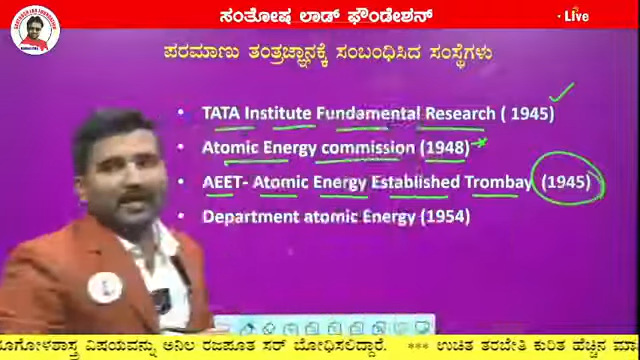 ಸಂತೋಷ ಲಾಡ್ ಫೌಂಡೇಶನ್
Live
ಪರಮಾಣು ತಂತ್ರಜ್ಞಾನಕ್ಕೆ ಸಂಬಂಧಿಸಿದ ಸಂಸ್ಥೆಗಳು
• TATA Institute Fundamental Research ( 1945)
• Atomic Energy commission (1948)
• AEET- Atomic Energy Established Trombay (1945)
• Department atomic Energy (1954)
ೂಗೋಳಶಾಸ್ತ್ರ ವಿಷಯವನ್ನು ಅನಿಲ ರಜಪೂತ ಸರ್ ಬೋಧಿಸಲಿದ್ದಾರೆ. *** ಉಚಿತ ತರಬೇತಿ ಕುರಿತ ಹೆಚ್ಚಿನ ಮಾ